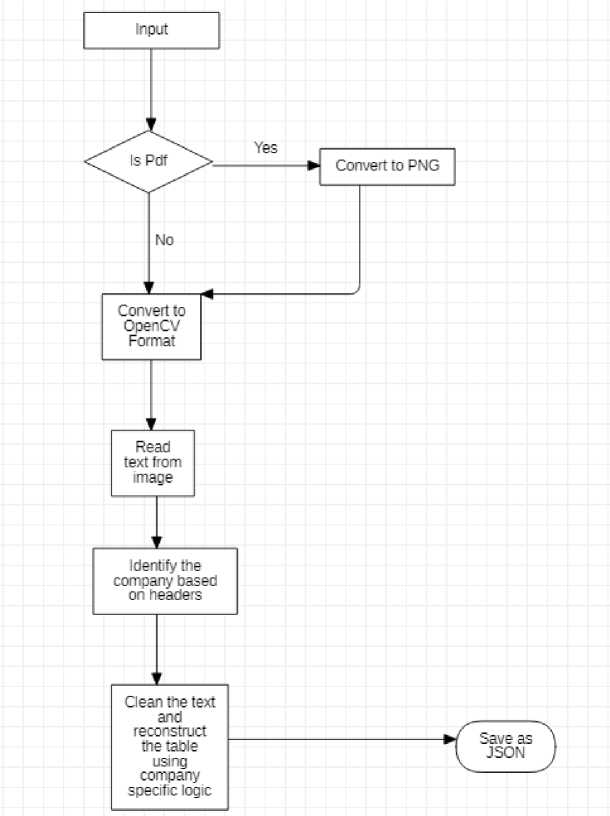 Input
Is Pdf
Yes
Convert to PNG
No
Convert to
OpenCV
Format
Read
text from
image
Identify the
company based
on headers
Clean the text
and
reconstruct
the table
using
company
specific logic
Save as
JSON